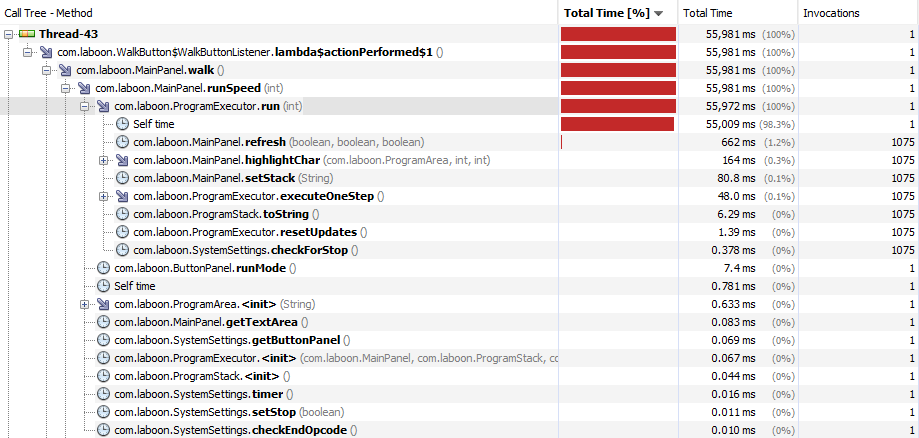 Call Tree - Method Total Time [%] Total Time Invocations
Thread-43 55,981 ms (100%) 1
com.laboon.WalkButton$WalkButtonListener.lambda$actionPerformed$1 () 55,981 ms (100%) 1
com.laboon.MainPanel.walk () 55,981 ms (100%) 1
com.laboon.MainPanel.runSpeed (int) 55,981 ms (100%) 1
com.laboon.ProgramExecutor.run (int) 55,972 ms (100%) 1
Self time 55,009 ms (98.3%) 1
com.laboon.MainPanel.refresh (boolean, boolean, boolean) 662 ms (1.2%) 1075
com.laboon.MainPanel.highlightChar (com.laboon.ProgramArea, int, int) 164 ms (0.3%) 1075
com.laboon.MainPanel.setStack (String) 80.8 ms (0.1%) 1075
com.laboon.ProgramExecutor.executeOneStep () 48.0 ms (0.1%) 1075
com.laboon.ProgramStack.toString () 6.29 ms (0%) 1075
com.laboon.ProgramExecutor.resetUpdates () 1.39 ms (0%) 1075
com.laboon.SystemSettings.checkForStop () 0.378 ms (0%) 1075
com.laboon.ButtonPanel.runMode () 7.4 ms (0%) 1
Self time 0.781 ms (0%) 1
com.laboon.ProgramArea.<init> (String) 0.633 ms (0%) 1
com.laboon.MainPanel.getTextArea () 0.083 ms (0%) 1
com.laboon.SystemSettings.getButtonPanel () 0.069 ms (0%) 1
com.laboon.ProgramExecutor.<init> (com.laboon.MainPanel, com.laboon.ProgramStack, co 0.067 ms (0%) 1
com.laboon.ProgramStack.<init> () 0.044 ms (0%) 1
com.laboon.SystemSettings.timer () 0.016 ms (0%) 1
com.laboon.SystemSettings.setStop (boolean) 0.011 ms (0%) 1
com.laboon.SystemSettings.checkEndOpcode () 0.010 ms (0%) 1